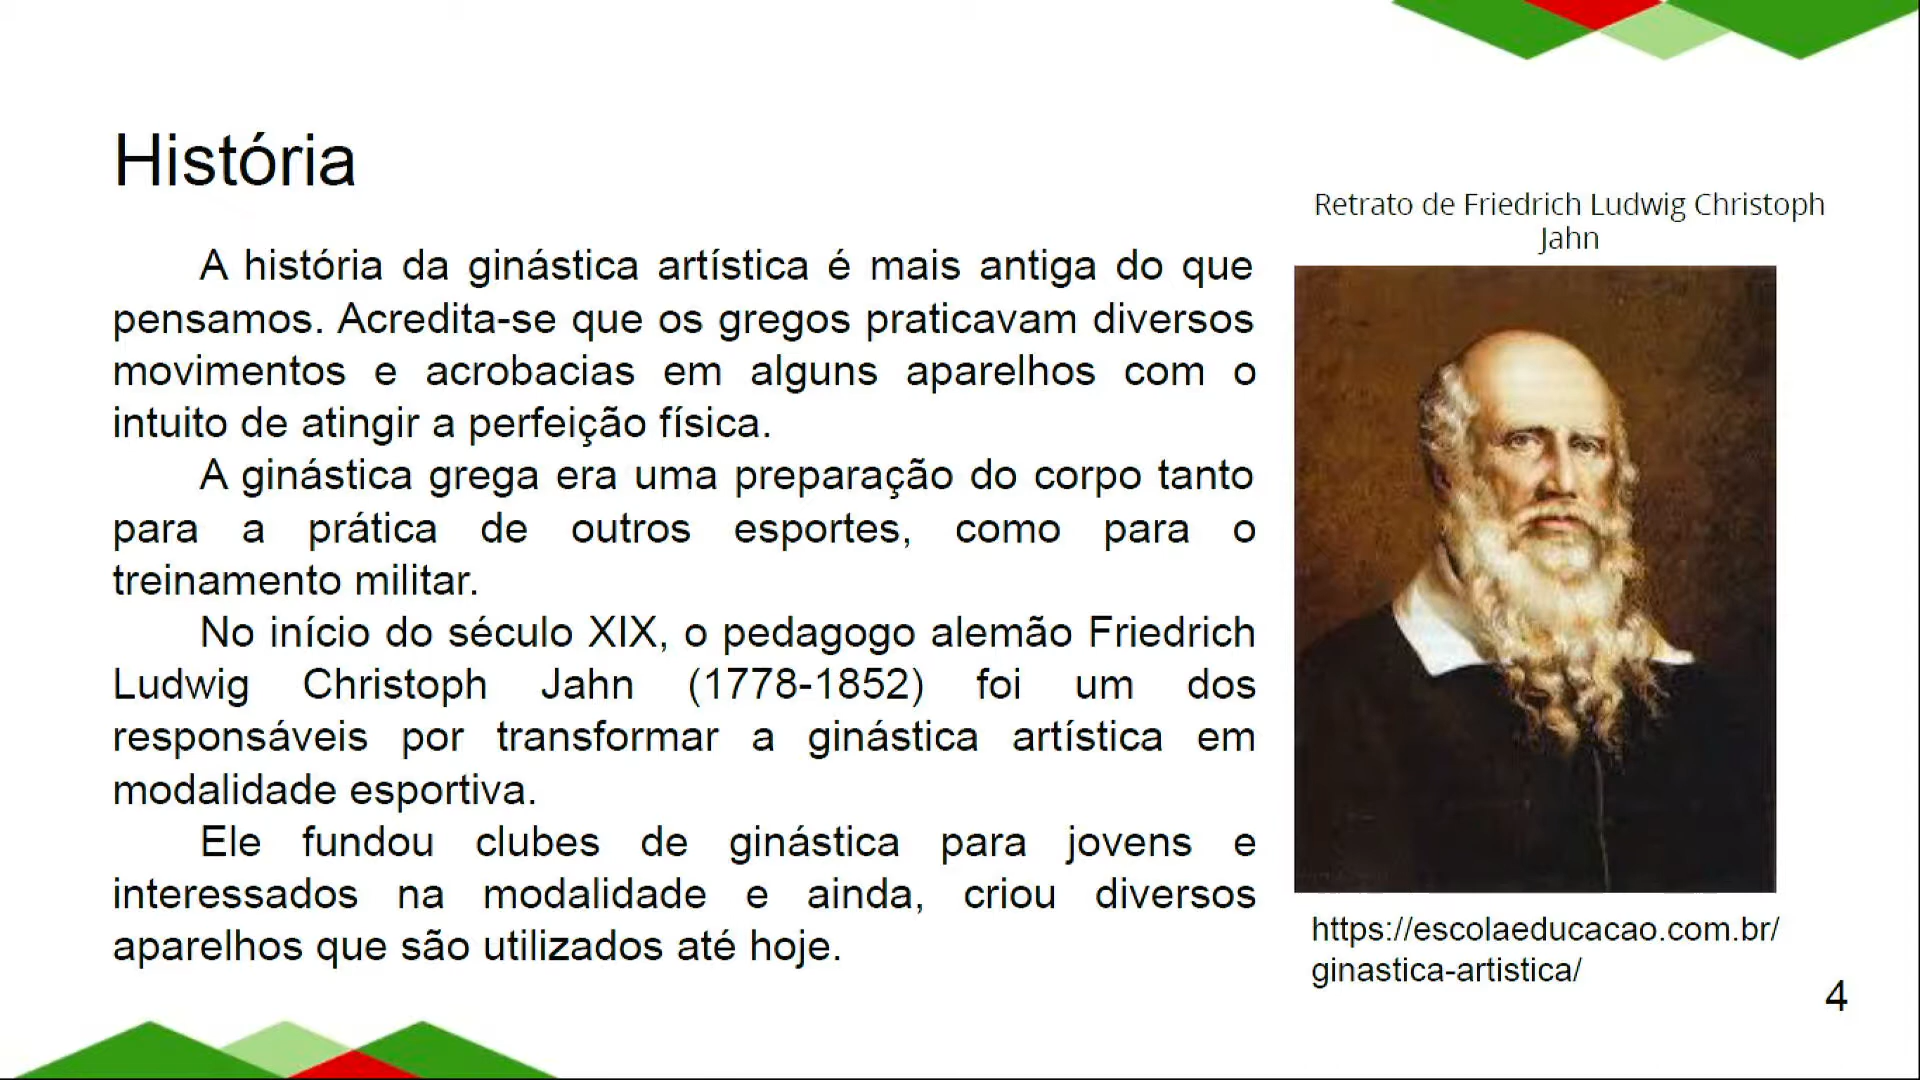 História
A história da ginástica artística é mais antiga do que
pensamos. Acredita-se que os gregos praticavam diversos
movimentos e acrobacias em alguns aparelhos com o
intuito de atingir a perfeição física.
A ginástica grega era uma preparação do corpo tanto
para a prática de outros esportes, como para o
treinamento militar.
No início do século XIX, o pedagogo alemão Friedrich
Ludwig Christoph Jahn (1778-1852) foi um dos
responsáveis por transformar a ginástica artística em
modalidade esportiva.
Ele fundou clubes de ginástica para jovens e
interessados na modalidade e ainda, criou diversos
aparelhos que são utilizados até hoje.
Retrato de Friedrich Ludwig Christoph
Jahn
https://escolaeducacao.com.br/
ginastica-artistica/
4